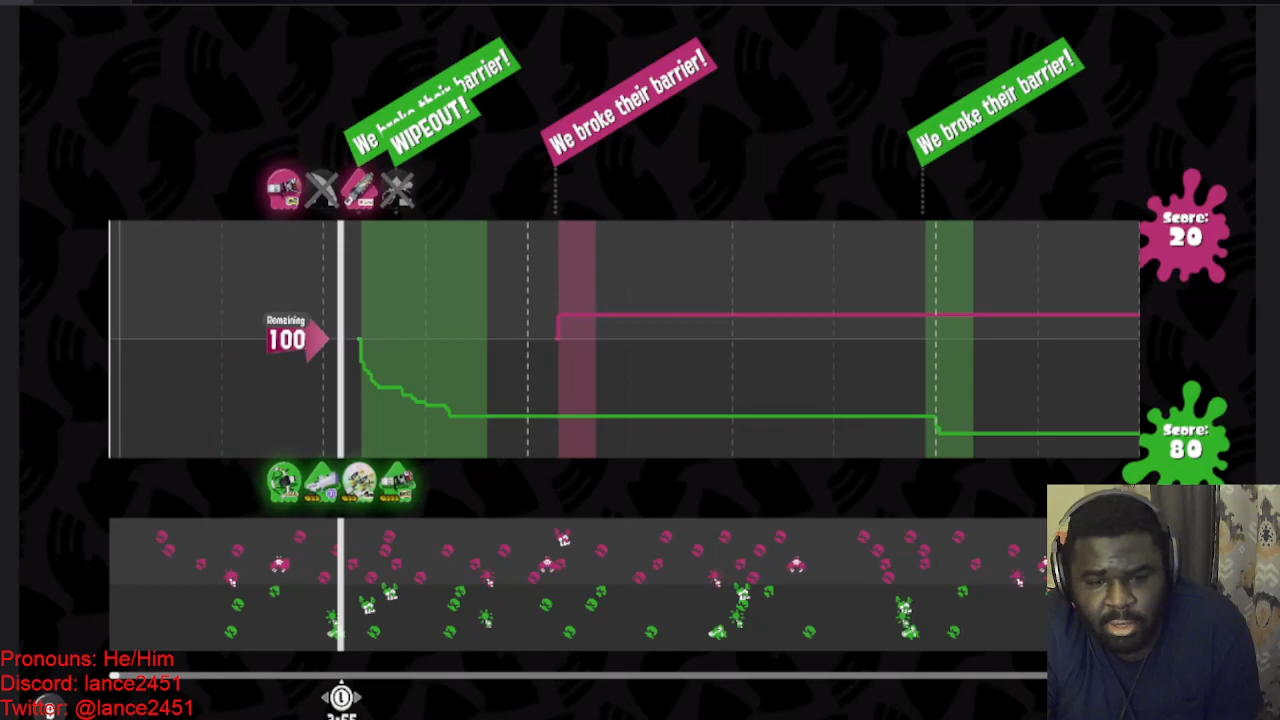 We broke their barrier!
WIPEOUT!
We broke their barrier!
We broke their barrier!
Score:
20
Remaining
100
Score:
80
Pronouns: He/Him
Discord: lance2451
Twitter: @lance2451